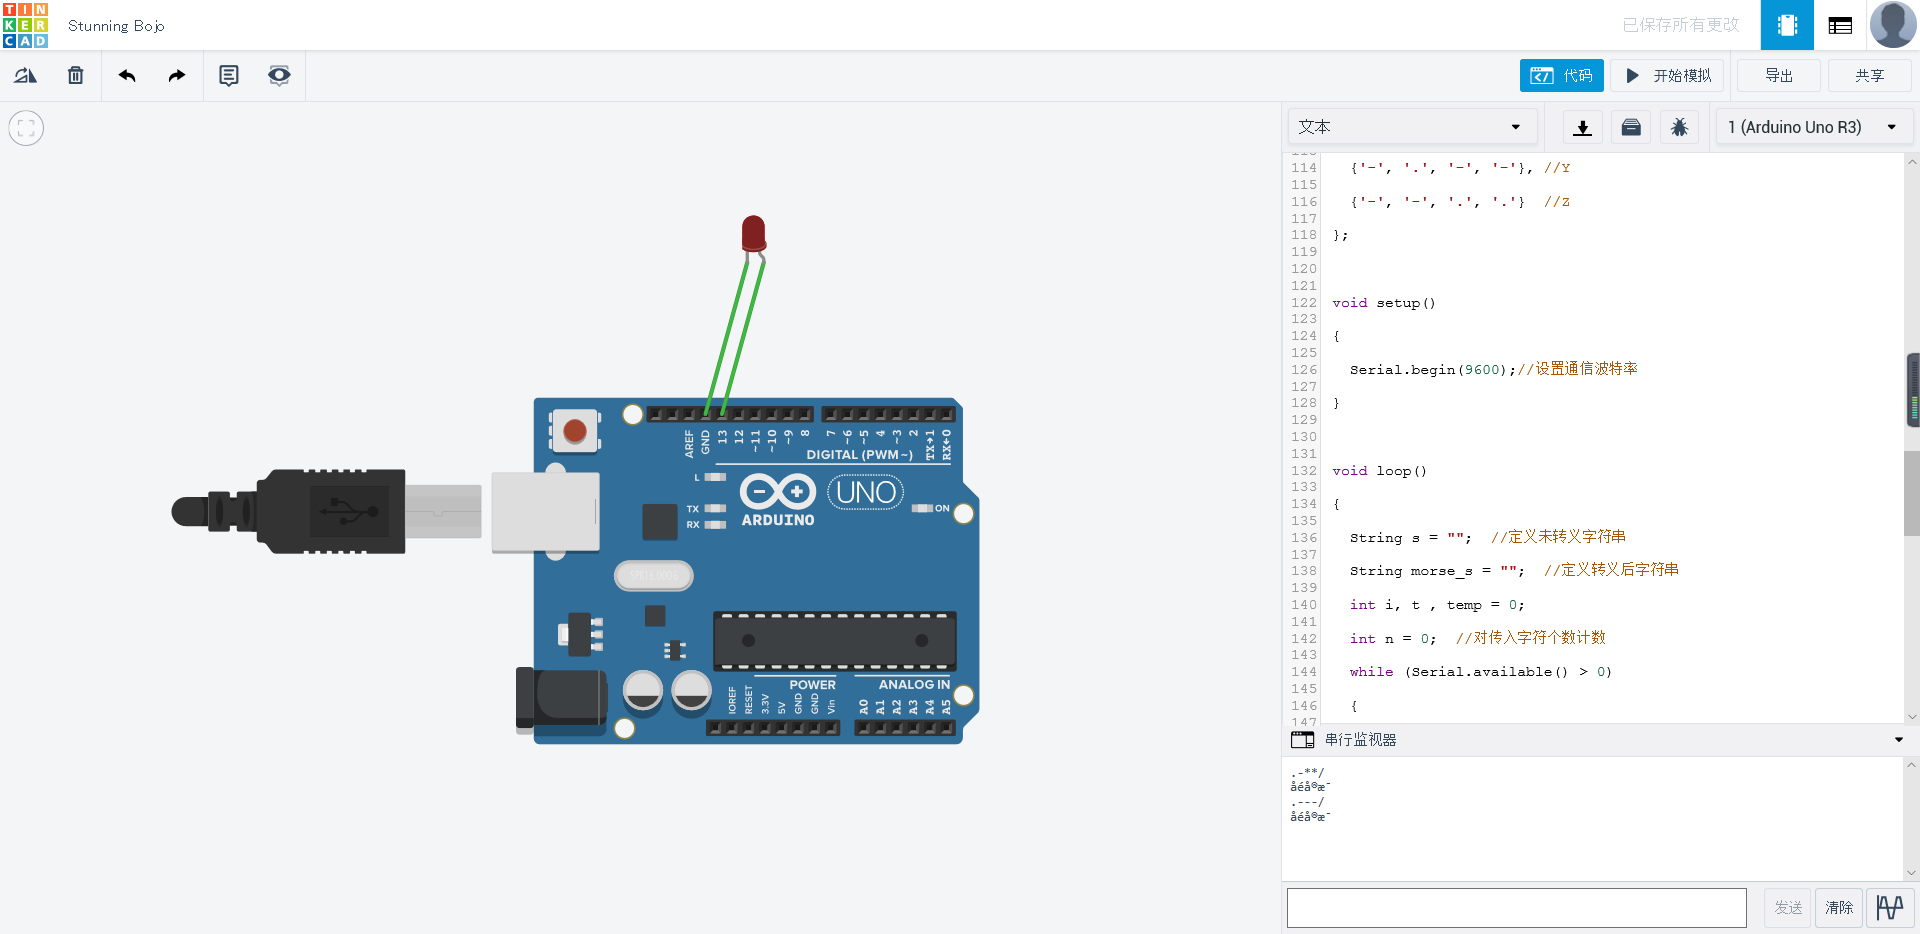 TIN
KER
CAD
Stunning Bojo
已保存所有更改
代码
开始模拟
导出
共享
文本
1 (Arduino Uno R3)
114 {'-', '.', '-', '-'}, //Y
115
116 {'-', '-', '.', '.'} //Z
117
118 };
119
120
121
122 void setup()
123
124 {
125
126 Serial.begin(9600);//设置通信波特率
127
128 }
129
130
131
132 void loop()
133
134 {
135
136 String s = ""; //定义未转义字符串
137
138 String morse_s = ""; //定义转义后字符串
139
140 int i, t , temp = 0;
141
142 int n = 0; //对传入字符个数计数
143
144 while (Serial.available() > 0)
145
146 {
147
串行监视器
.-**/
åéå®æ¯
.---/
åéå®æ¯
发送
清除
AREF
GND
13
12
~11
~10
~9
8
7
~6
~5
4
~3
2
TX→1
RX←0
DIGITAL (PWM~)
L
TX
RX
ARDUINO
UNO
ON
POWER
ANALOG IN
IOREF
RESET
3.3V
5V
GND
GND
Vin
A0
A1
A2
A3
A4
A5